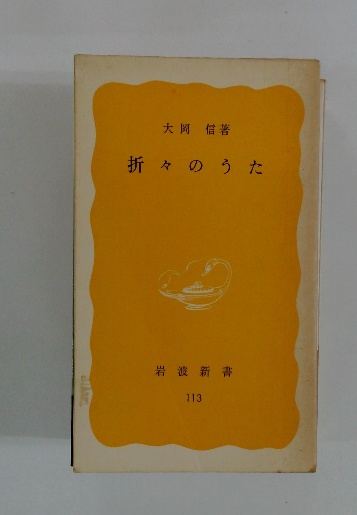 大岡 信著
折々のうた
岩波新書
113